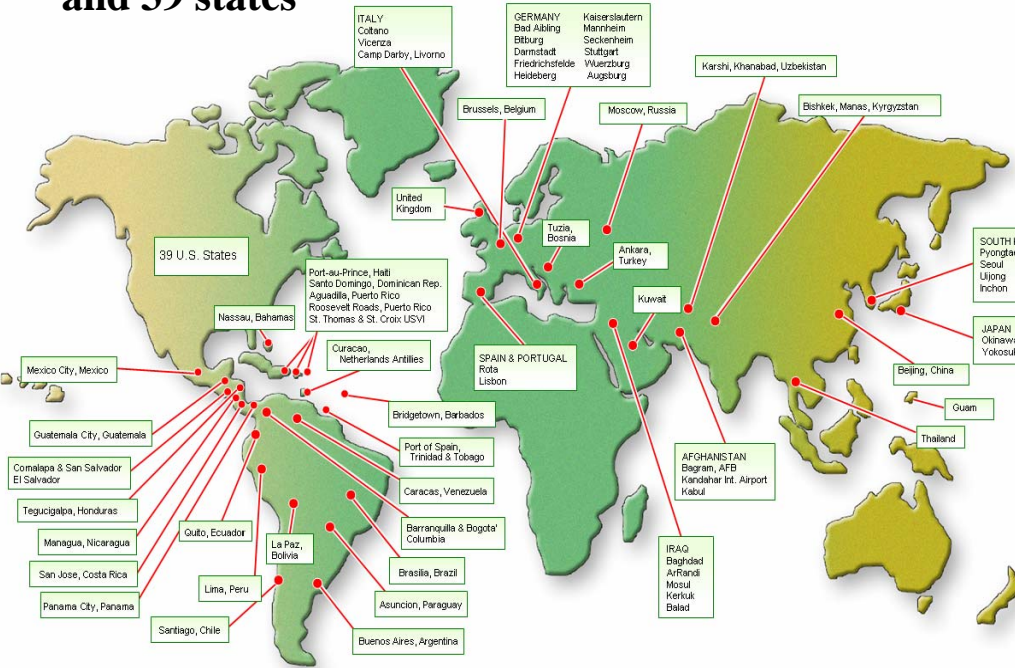 and 39 states
ITALY
Coltano
Vicenza
Camp Darby, Livorno
GERMANY
Bad Aibling
Bitburg
Darmstadt
Friedrichsfelde
Heideberg
Kaiserslautern
Mannheim
Seckenheim
Stuttgart
Wuerzburg
Augsburg
Karshi, Khanabad, Uzbekistan
Brussels, Belgium
Moscow, Russia
Bishkek, Manas, Kyrgyzstan
United
Kingdom
Tuzia,
Bosnia
Ankara,
Turkey
39 U.S. States
Port-au-Prince, Haiti
Santo Domingo, Dominican Rep.
Aguadilla, Puerto Rico
Roosevelt Roads, Puerto Rico
St. Thomas & St. Croix USVI
Nassau, Bahamas
Kuwait
SOUTH
Pyongtae
Seoul
Uijong
Inchon
Curacao,
Netherlands Antillies
SPAIN & PORTUGAL
Rota
Lisbon
JAPAN
Okinaw
Yokosuk
Mexico City, Mexico
Beijing, China
Bridgetown, Barbados
Guam
Guatemala City, Guatemala
Thailand
Port of Spain,
Trinidad & Tobago
Comalapa & San Salvador
El Salvador
AFGHANISTAN
Bagram, AFB
Kandahar Int. Airport
Kabul
Caracas, Venezuela
Tegucigalpa, Honduras
Quito, Ecuador
Barranquilla & Bogota'
Columbia
Managua, Nicaragua
La Paz,
Bolivia
IRAQ
Baghdad
ArRandi
Mosul
Kerkuk
Balad
San Jose, Costa Rica
Brasilia, Brazil
Lima, Peru
Panama City, Panama
Asuncion, Paraguay
Santiago, Chile
Buenos Aires, Argentina